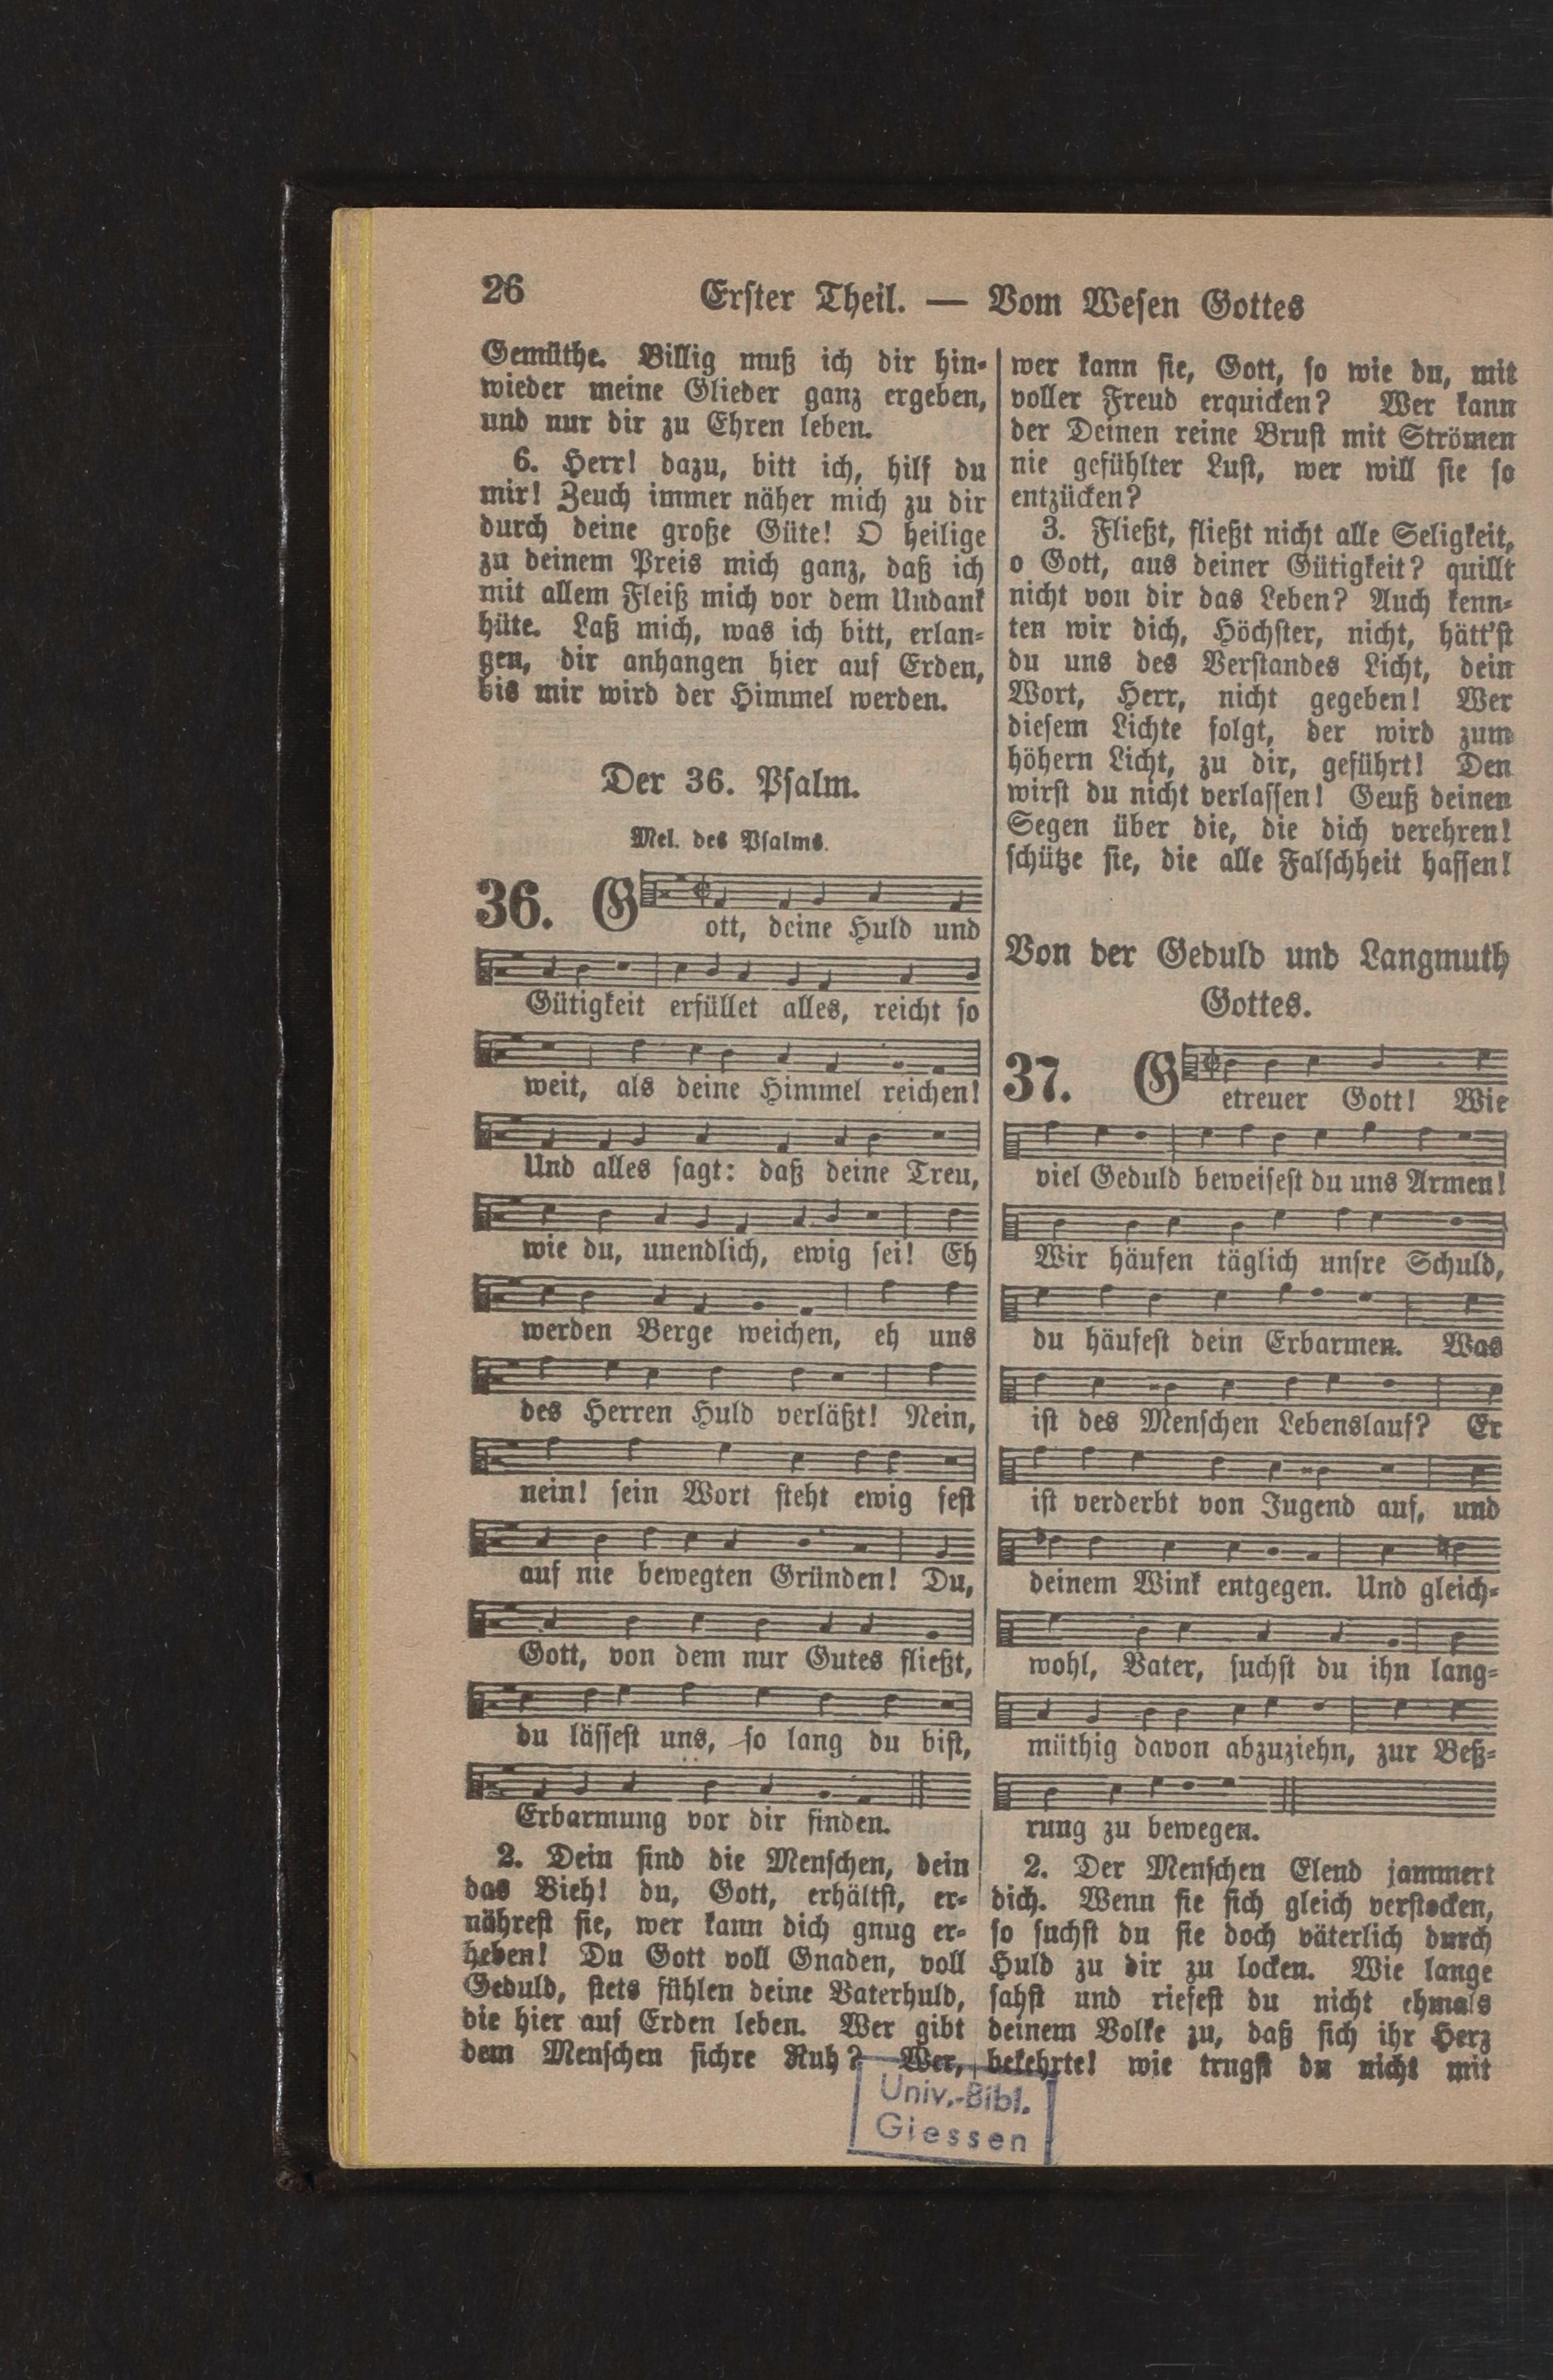 26 Erster Theil. — Vom Wesen Gottes
Gemüthe. Billig muß ich dir hin-
wieder meine Glieder ganz ergeben,
und nur dir zu Ehren leben.
6. Herr! dazu, bitt ich, hilf du
mir! Zeuch immer näher mich zu dir
durch deine große Güte! O heilige
zu deinem Preis mich ganz, daß ich
mit allem Fleiß mich vor dem Undank
hüte. Laß mich, was ich bitt, erlan-
gen, dir anhangen hier auf Erden,
bis mir wird der Himmel werden.
Der 36. Psalm.
Mel. des Psalms.
36. Gott, deine Huld und
Gütigkeit erfüllet alles, reicht so
weit, als deine Himmel reichen!
Und alles sagt: daß deine Treu,
wie du, unendlich, ewig sei! Eh
werden Berge weichen, eh uns
des Herren Huld verläßt! Nein,
nein! sein Wort steht ewig fest
auf nie bewegten Gründen! Du,
Gott, von dem nur Gutes fließt,
du lässest uns, so lang du bist,
Erbarmung vor dir finden.
2. Dein sind die Menschen, dein
das Vieh! du, Gott, erhältst, er-
nährest sie, wer kann dich gnug er-
heben! Du Gott voll Gnaden, voll
Geduld, stets fühlen deine Vaterhuld,
die hier auf Erden leben. Wer gibt
dem Menschen sichre Ruh? Wer,
wer kann sie, Gott, so wie du, mit
voller Freud erquicken? Wer kann
der Deinen reine Brust mit Strömen
nie gefühlter Lust, wer will sie so
entzücken?
3. Fließt, fließt nicht alle Seligkeit,
o Gott, aus deiner Gütigkeit? quillt
nicht von dir das Leben? Auch kenn-
ten wir dich, Höchster, nicht, hätt'st
du uns des Verstandes Licht, dein
Wort, Herr, nicht gegeben! Wer
diesem Lichte folgt, der wird zum
höhern Licht, zu dir, geführt! Den
wirst du nicht verlassen! Geuß deinen
Segen über die, die dich verehren!
schütze sie, die alle Falschheit hassen!
Von der Geduld und Langmuth
Gottes.
37. Getreuer Gott! Wie
viel Geduld beweisest du uns Armen!
Wir häufen täglich unsre Schuld,
du häufest dein Erbarmen. Was
ist des Menschen Lebenslauf? Er
ist verderbt von Jugend auf, und
deinem Wink entgegen. Und gleich-
wohl, Vater, suchst du ihn lang-
müthig davon abzuziehn, zur Beß-
rung zu bewegen.
2. Der Menschen Elend jammert
dich. Wenn sie sich gleich verstocken,
so suchst du sie doch väterlich durch
Huld zu dir zu locken. Wie lange
sahst und riefest du nicht ehmals
deinem Volke zu, daß sich ihr Herz
bekehrte! wie trugst du nicht mit
Univ.-Bibl.
Giessen